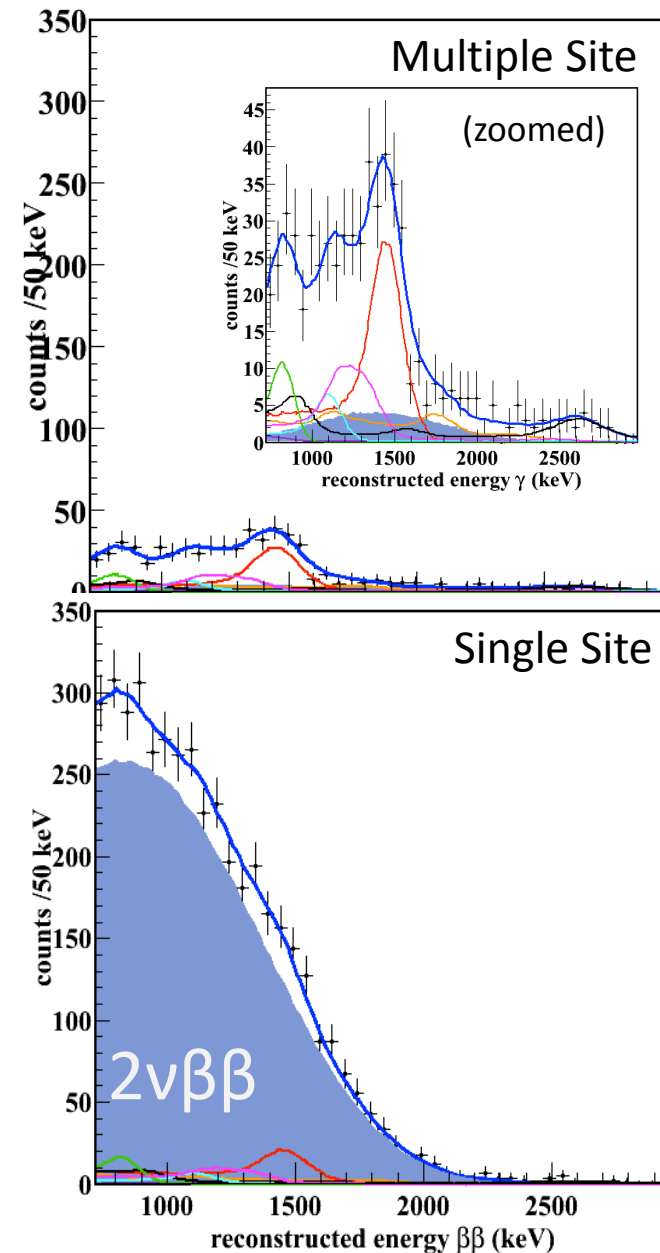 Multiple Site
350
300
250
200
150
100
50
0
counts /50 keV
(zoomed)
45
40
35
30
25
20
15
10
5
0
counts /50 keV
1000 1500 2000 2500
reconstructed energy γ (keV)
Single Site
350
300
250
200
150
100
50
0
counts /50 keV
2νββ
1000 1500 2000 2500
reconstructed energy ββ (keV)